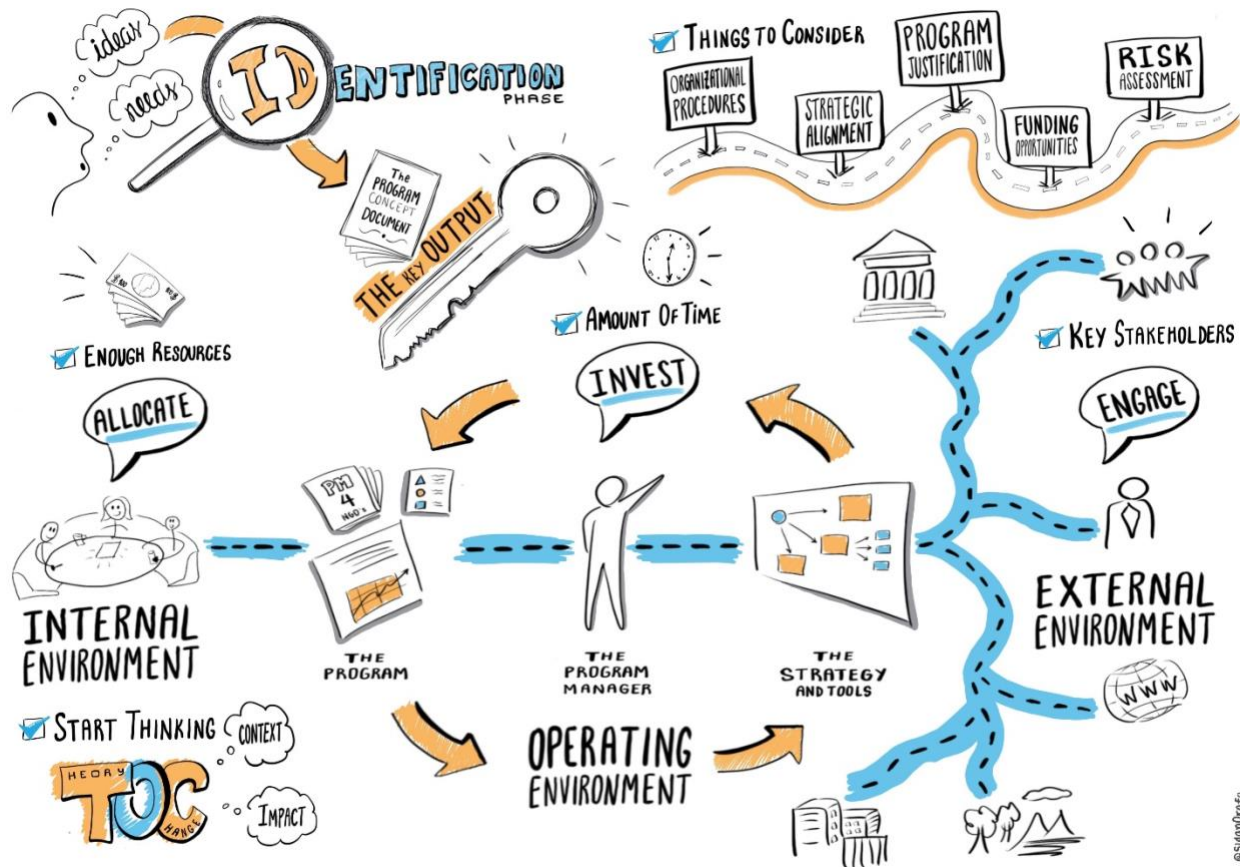 ideas
needs
IDENTIFICATION
PHASE
The
PROGRAM
CONCEPT
DOCUMENT
THE KEY OUTPUT
THINGS TO CONSIDER
ORGANIZATIONAL
PROCEDURES
STRATEGIC
ALIGNMENT
PROGRAM
JUSTIFICATION
FUNDING
OPPORTUNITIES
RISK
ASSESSMENT
ENOUGH RESOURCES
ALLOCATE
AMOUNT OF TIME
INVEST
KEY STAKEHOLDERS
ENGAGE
PM
4
NGO's
INTERNAL
ENVIRONMENT
THE
PROGRAM
THE
PROGRAM
MANAGER
THE
STRATEGY
AND TOOLS
EXTERNAL
ENVIRONMENT
WWW
START THINKING
CONTEXT
THEORY
TOC
CHANGE
IMPACT
OPERATING
ENVIRONMENT